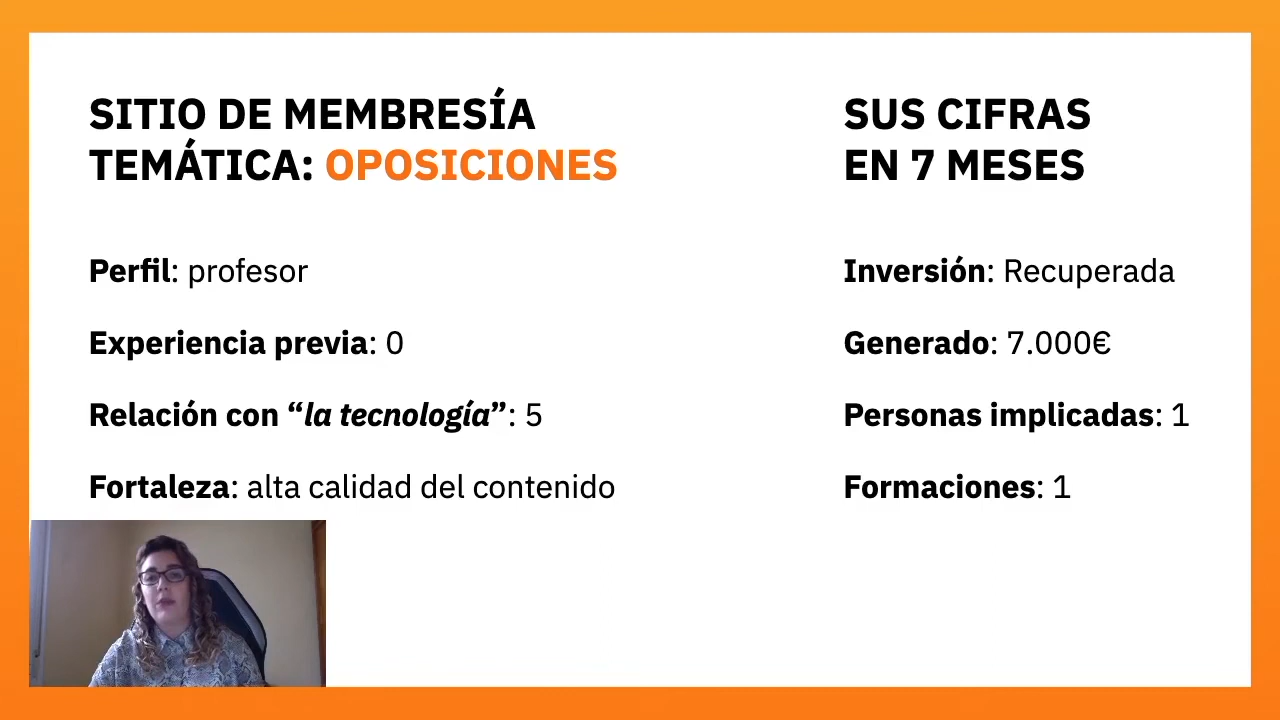 SITIO DE MEMBRESÍA
TEMÁTICA: OPOSICIONES
Perfil: profesor
Experiencia previa: 0
Relación con “la tecnología”: 5
Fortaleza: alta calidad del contenido
SUS CIFRAS
EN 7 MESES
Inversión: Recuperada
Generado: 7.000€
Personas implicadas: 1
Formaciones: 1